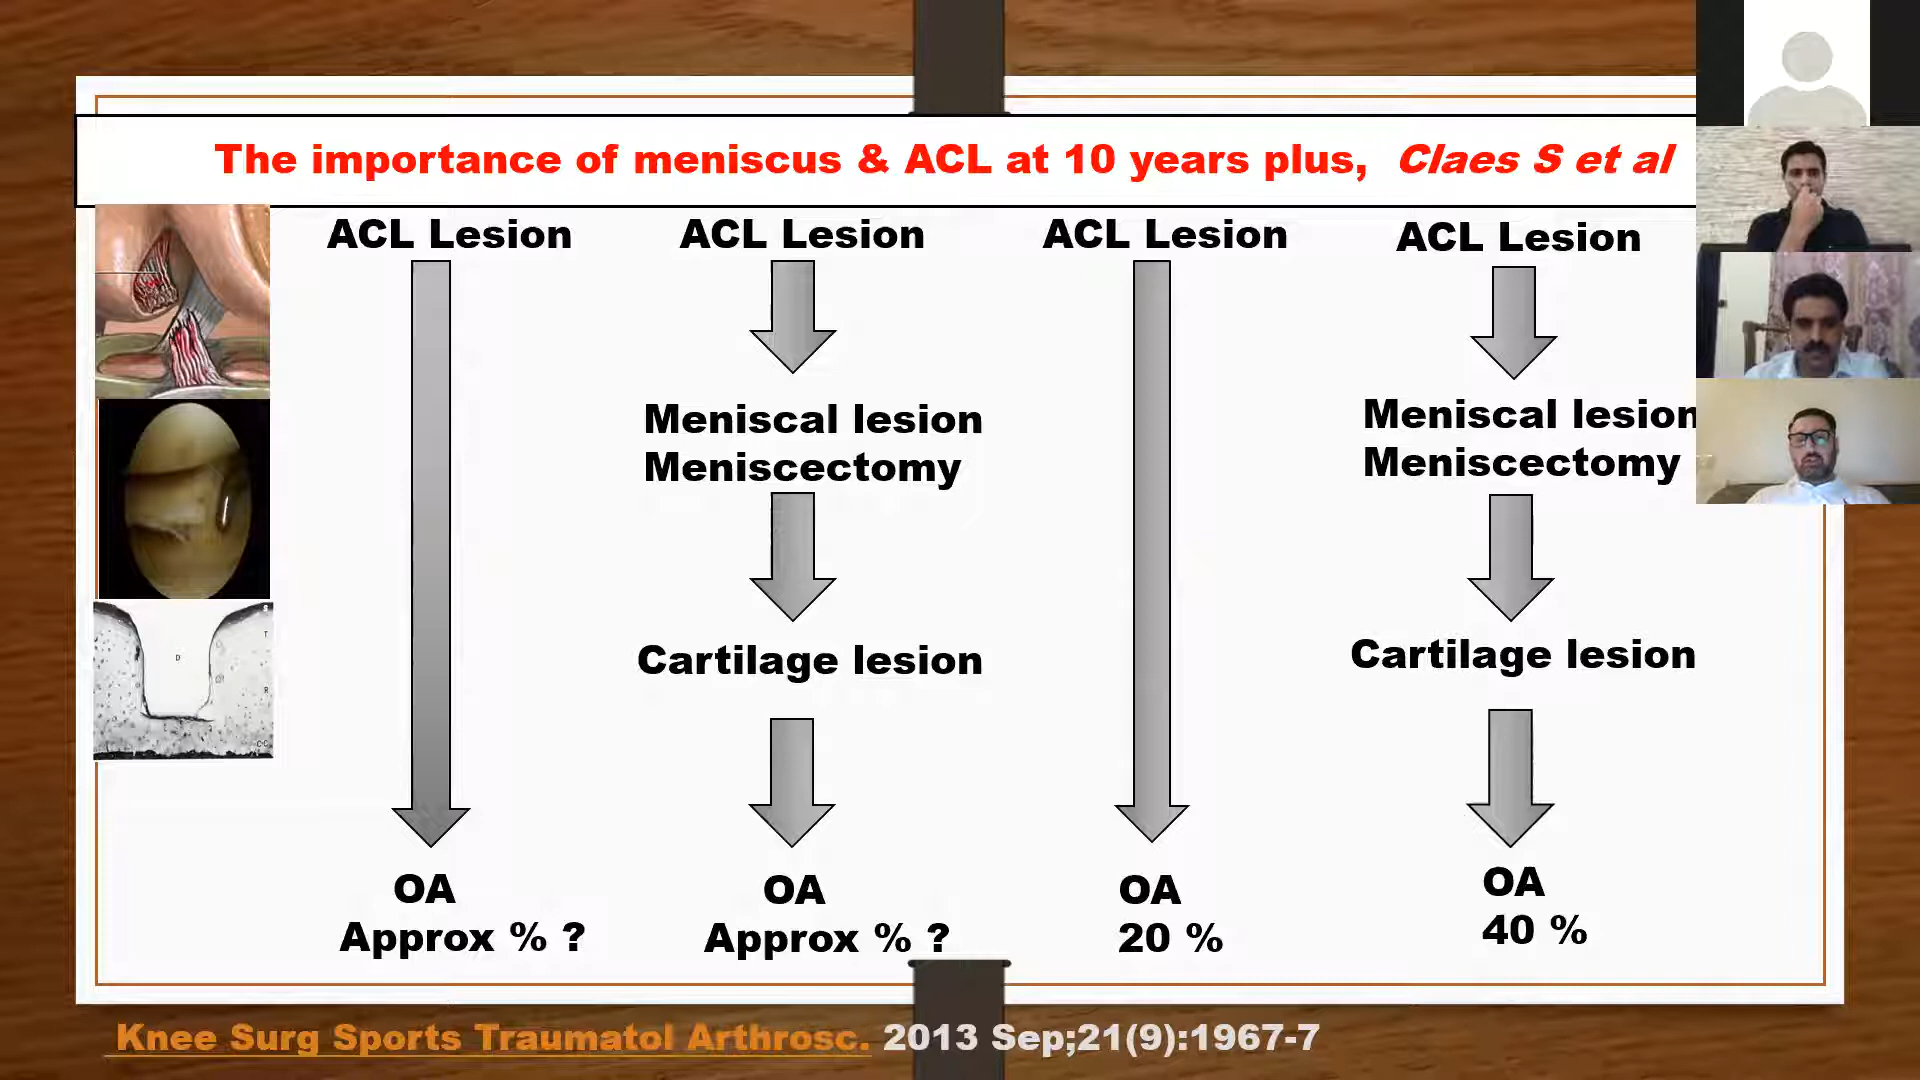 The importance of meniscus & ACL at 10 years plus, Claes S et al
ACL Lesion
OA
Approx % ?
ACL Lesion
Meniscal lesion
Meniscectomy
Cartilage lesion
OA
Approx % ?
ACL Lesion
OA
20 %
ACL Lesion
Meniscal lesion
Meniscectomy
Cartilage lesion
OA
40 %
D
T
R
Knee Surg Sports Traumatol Arthrosc. 2013 Sep;21(9):1967-7